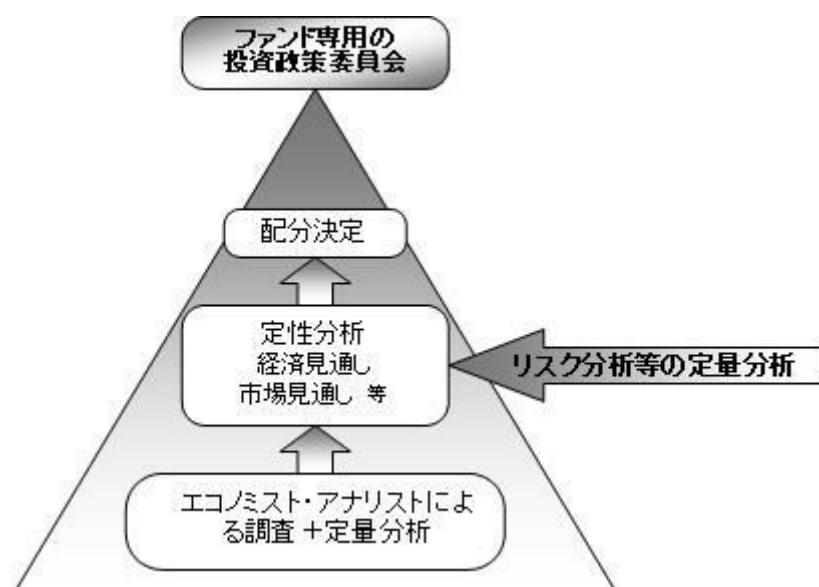 ファンド専用の
投資政策委員会
配分決定
定性分析
経済見通し
市場見通し 等
リスク分析等の定量分析
エコノミスト・アナリストによ
る調査＋定量分析